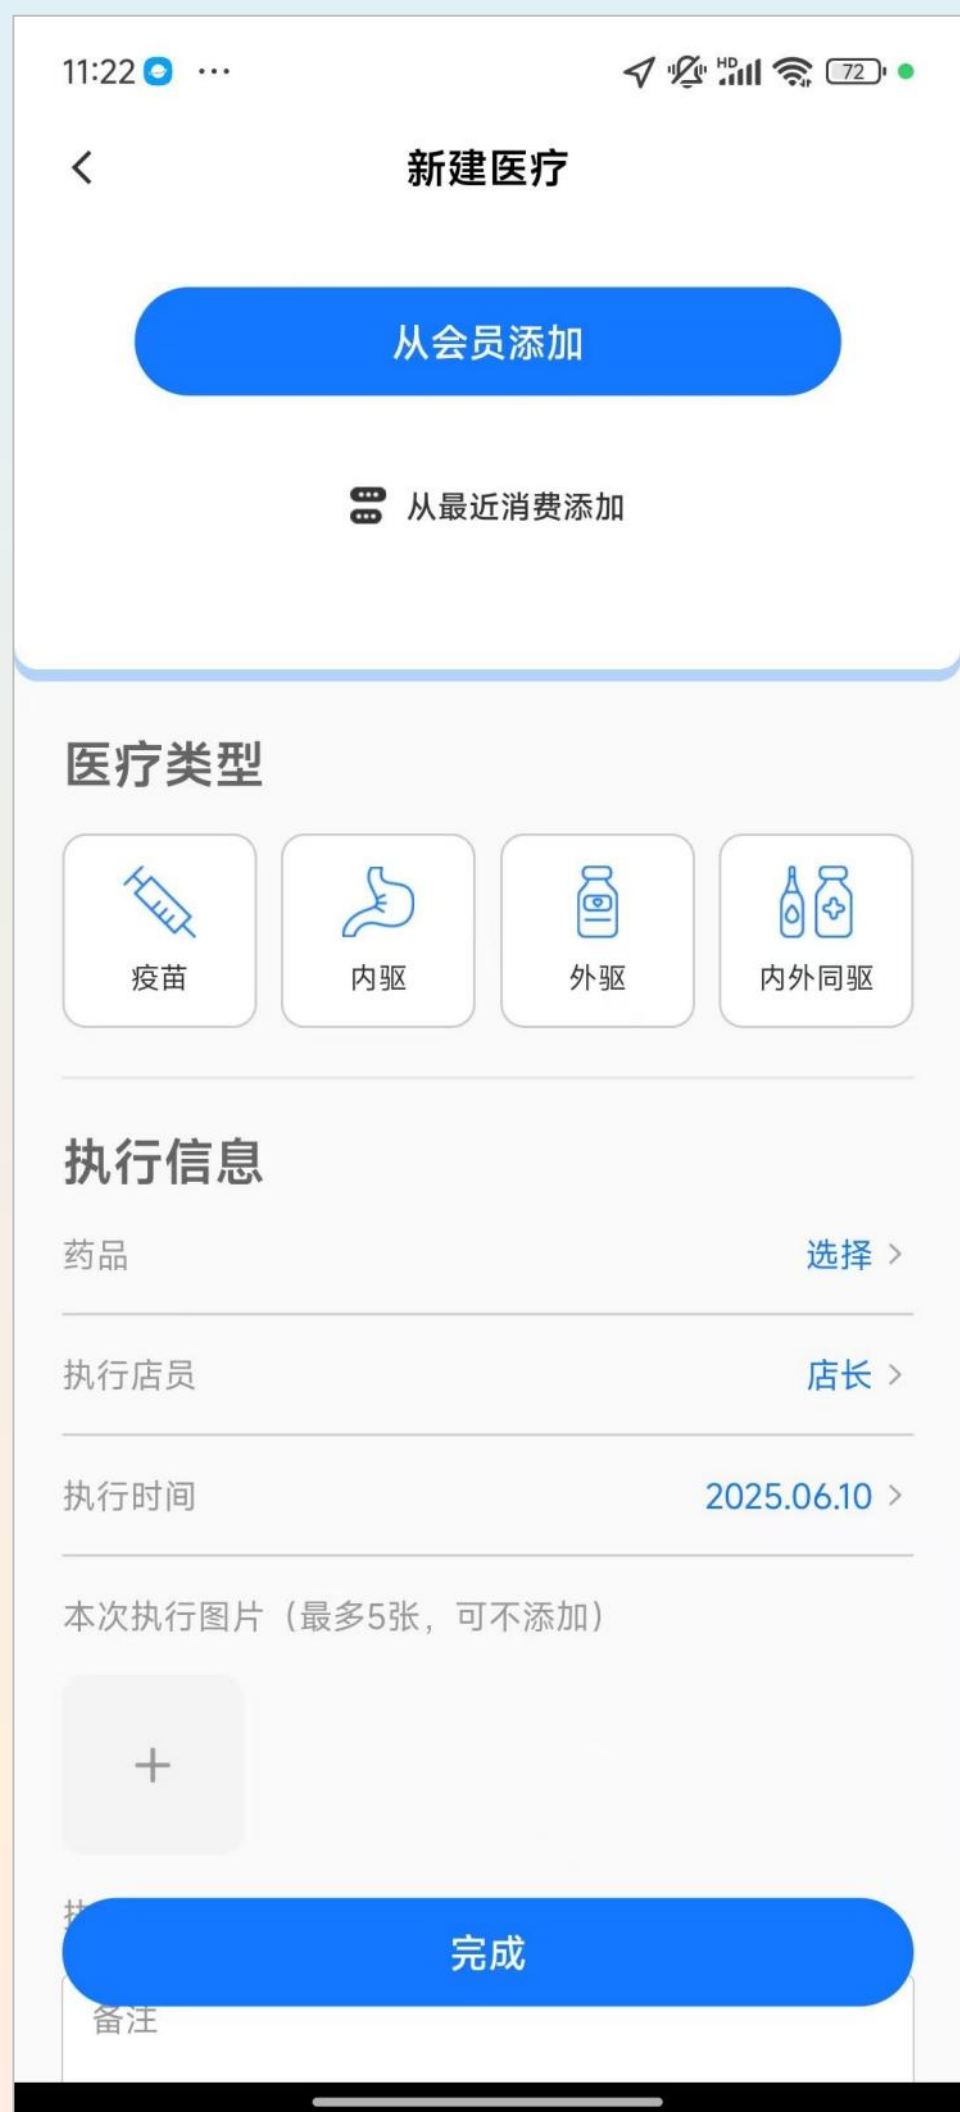 11:22 ...
HD 72
新建医疗
从会员添加
从最近消费添加
医疗类型
疫苗 内驱 外驱 内外同驱
执行信息
药品 选择
执行店员 店长
执行时间 2025.06.10
本次执行图片（最多5张，可不添加）
完成
备注